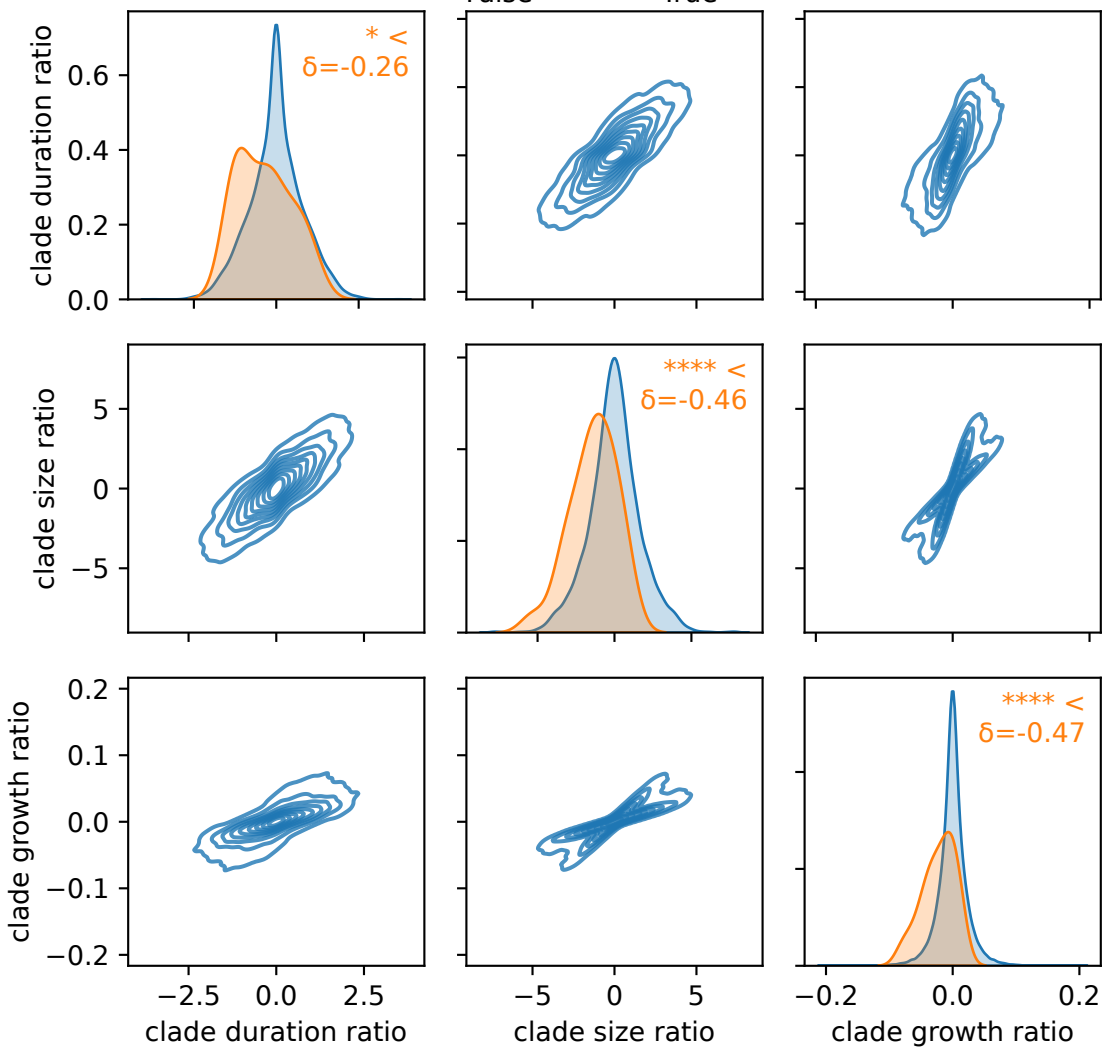 * <
δ=-0.26
clade duration ratio
0.6
0.4
0.2
0.0
**** <
δ=-0.46
clade size ratio
5
0
−5
**** <
δ=-0.47
clade growth ratio
0.2
0.1
0.0
−0.1
−0.2
−2.5 0.0 2.5
−5 0 5
−0.2 0.0 0.2
clade duration ratio
clade size ratio
clade growth ratio